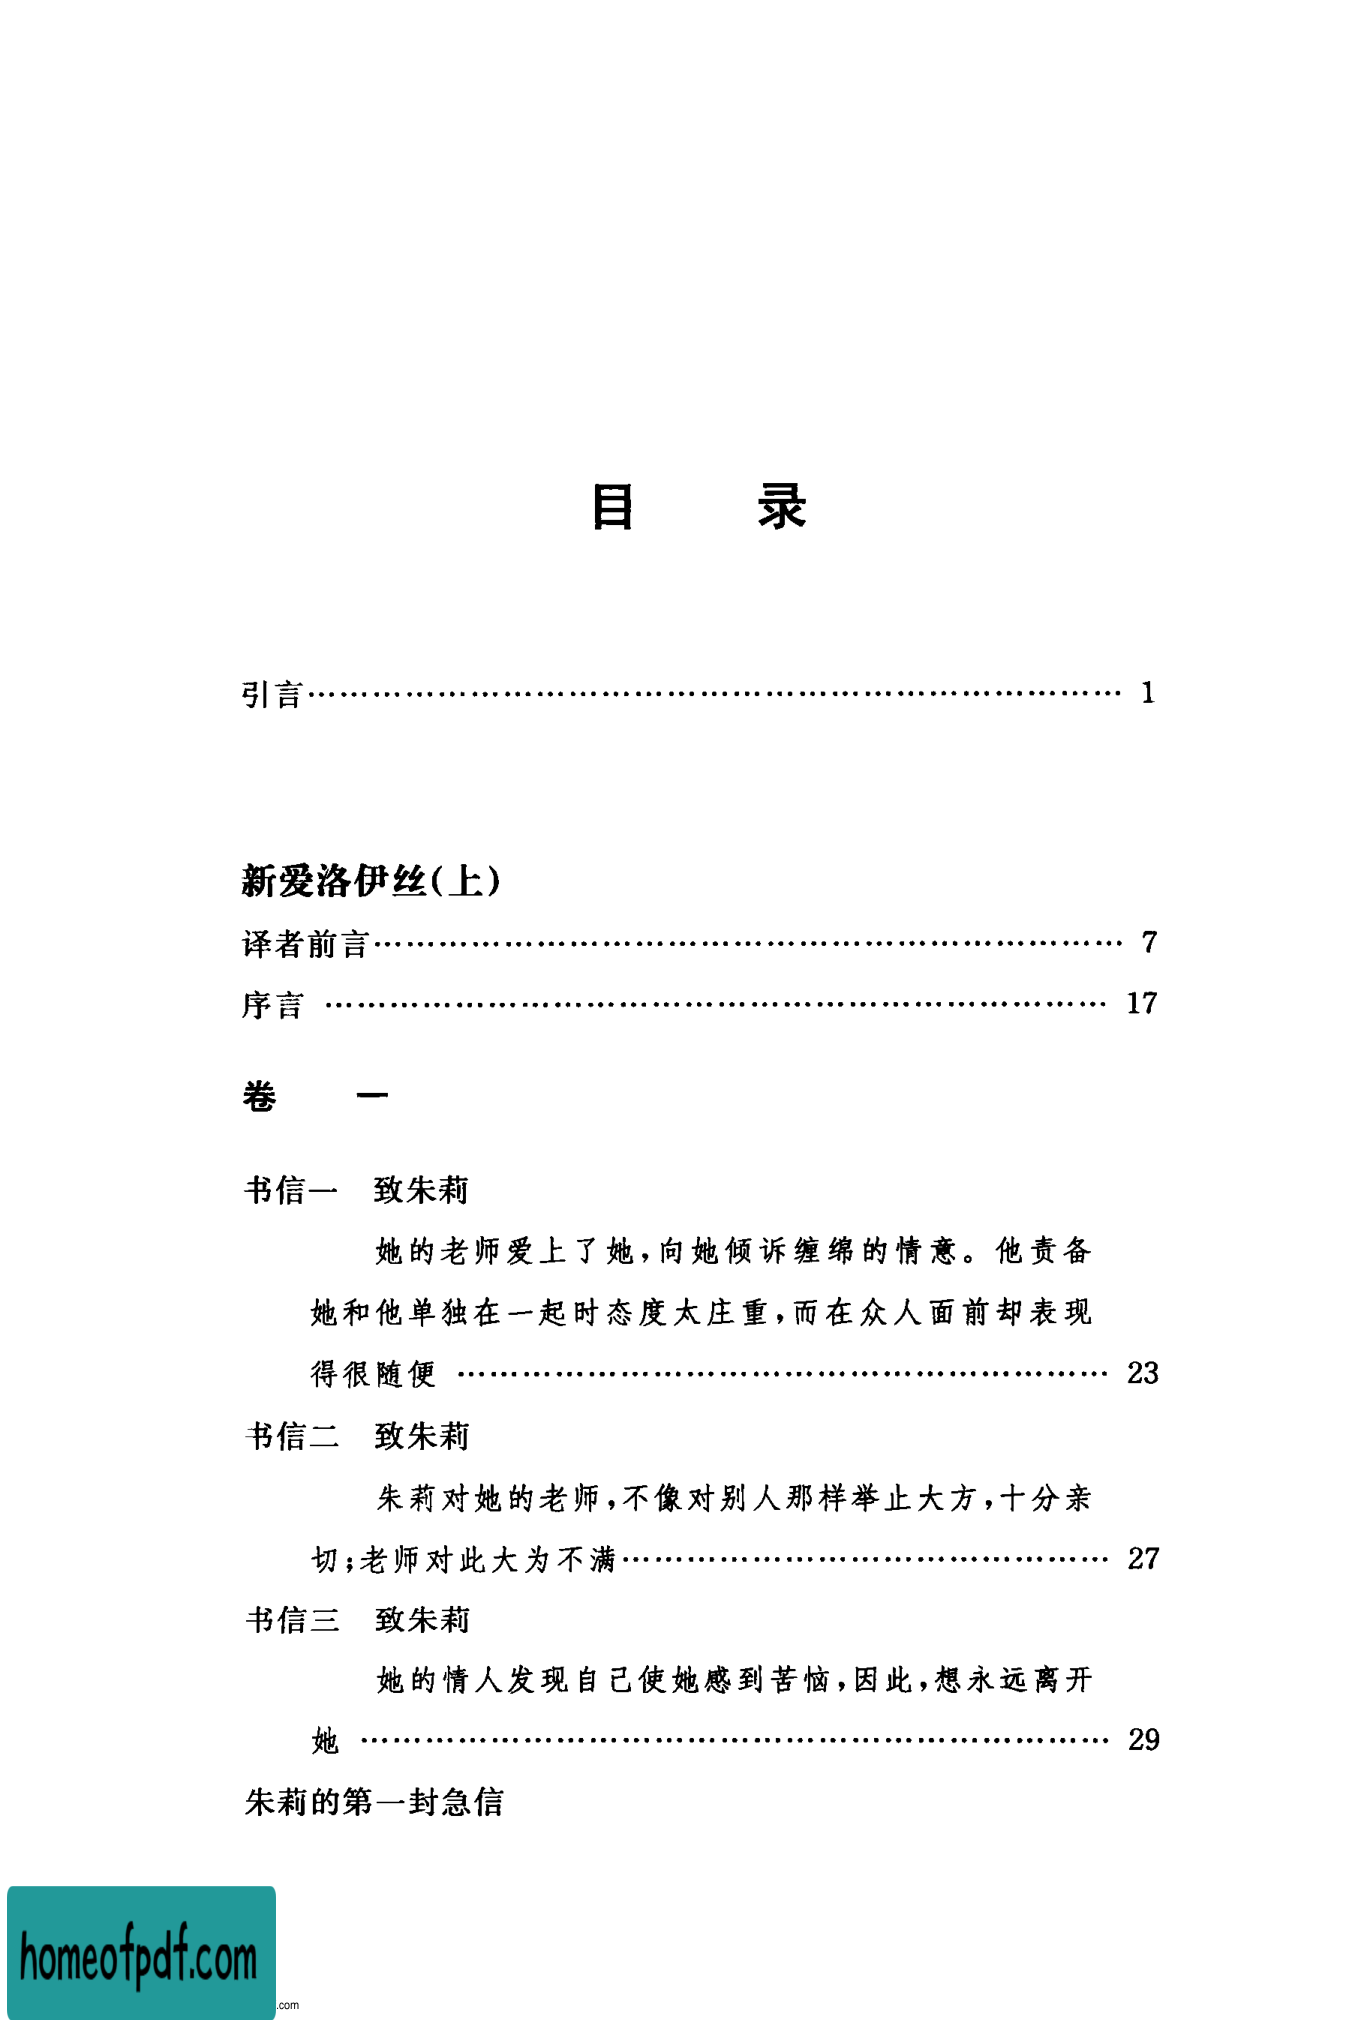 目 录
引言…………………………………………………………… 1
新爱洛伊丝(上)
译者前言……………………………………………………… 7
序言 ………………………………………………………… 17
卷 一
书信一 致朱莉
她的老师爱上了她,向她倾诉缠绵的情意。他责备
她和他单独在一起时态度太庄重,而在众人面前却表现
得很随便 ……………………………………………… 23
书信二 致朱莉
朱莉对她的老师,不像对别人那样举止大方,十分亲
切;老师对此大为不满…………………………………… 27
书信三 致朱莉
她的情人发现自己使她感到苦恼,因此,想永远离开
她 ……………………………………………………… 29
朱莉的第一封急信
homeofpdf.com
.com